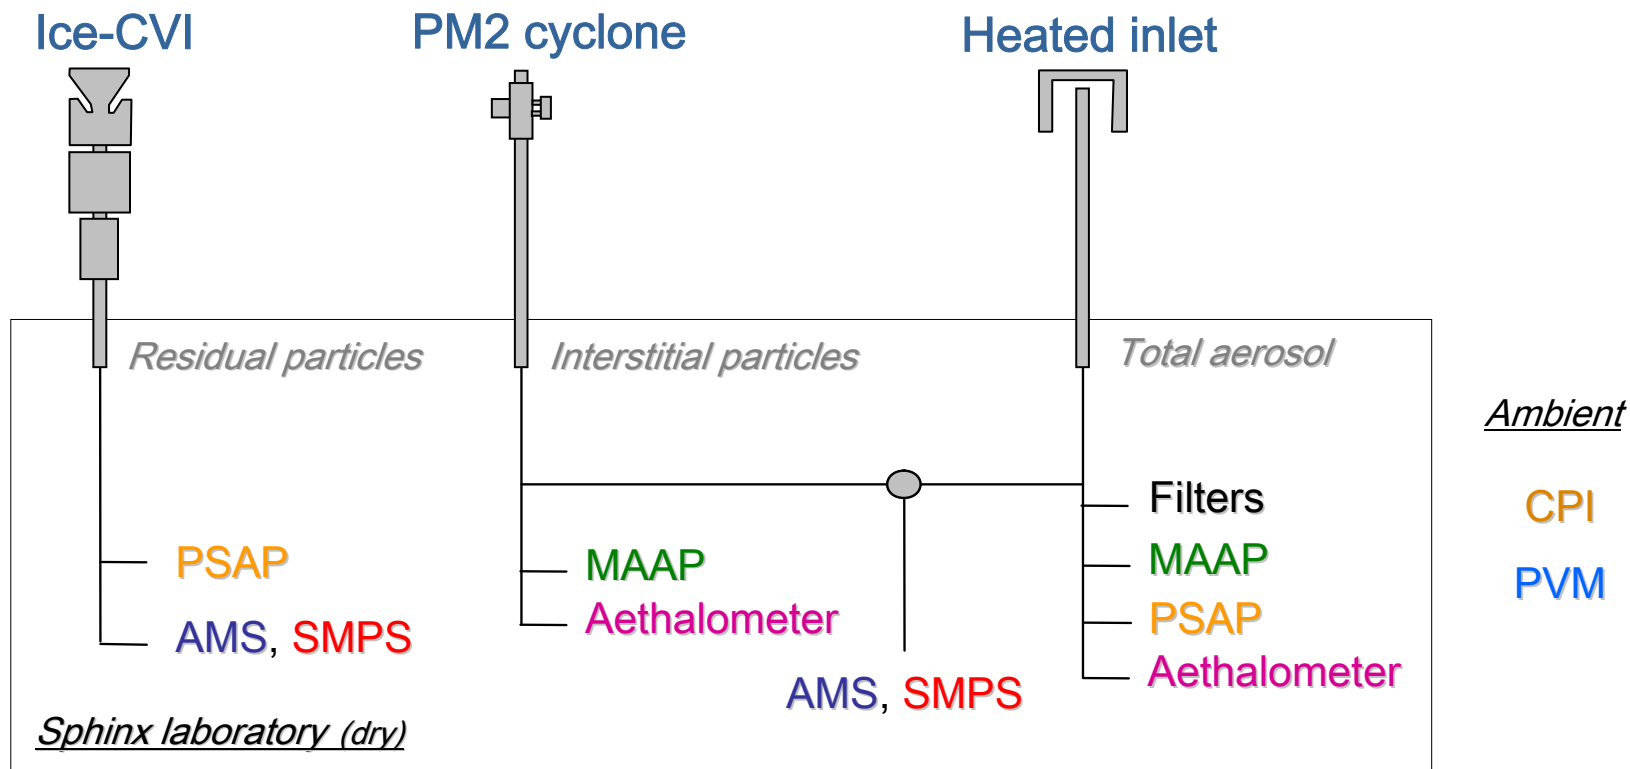 Ice-CVI
PM2 cyclone
Heated inlet
Residual particles
Interstitial particles
Total aerosol
Ambient
Filters
CPI
PSAP
MAAP
MAAP
PVM
Aethalometer
PSAP
AMS, SMPS
Aethalometer
AMS, SMPS
Sphinx laboratory (dry)